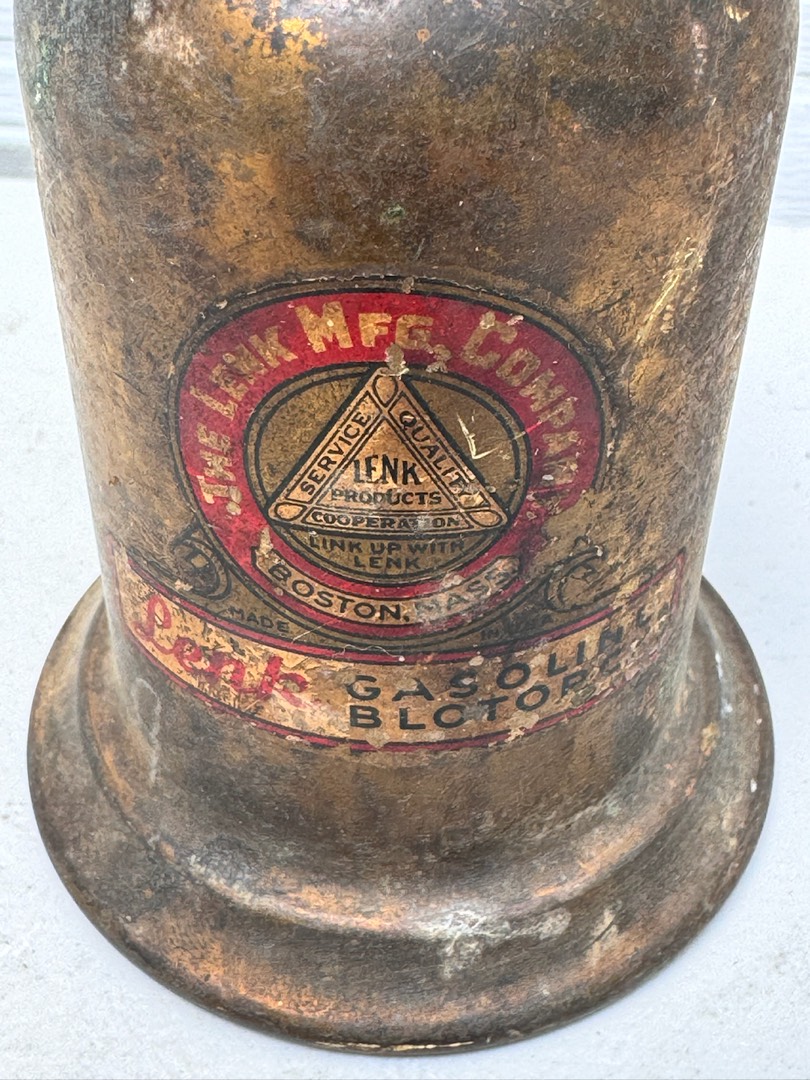 THE LENK MFG. COMPANY
SERVICE
QUALITY
LENK
PRODUCTS
COOPERATION
LINK UP WITH
LENK
BOSTON, MASS
MADE IN
Lenk GASOLINE
BLOTORCH